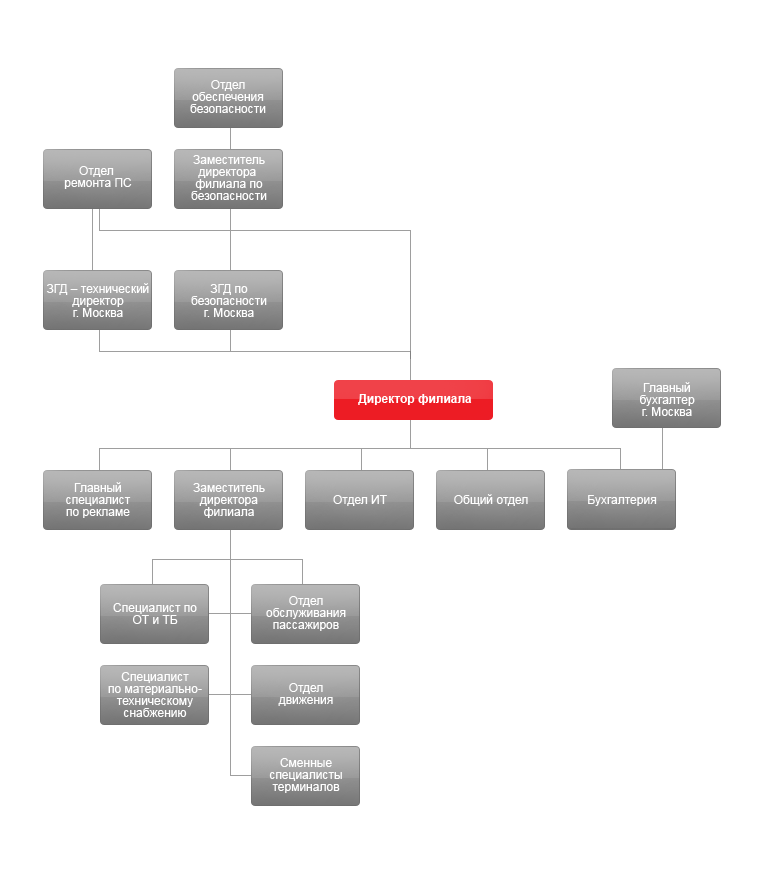 Отдел
обеспечения
безопасности
Отдел
ремонта ПС
Заместитель
директора
филиала по
безопасности
ЗГД – технический
директор
г. Москва
ЗГД по
безопасности
г. Москва
Директор филиала
Главный
бухгалтер
г. Москва
Главный
специалист
по рекламе
Заместитель
директора
филиала
Отдел ИТ
Общий отдел
Бухгалтерия
Специалист по
ОТ и ТБ
Отдел
обслуживания
пассажиров
Специалист
по материально-
техническому
снабжению
Отдел
движения
Сменные
специалисты
терминалов